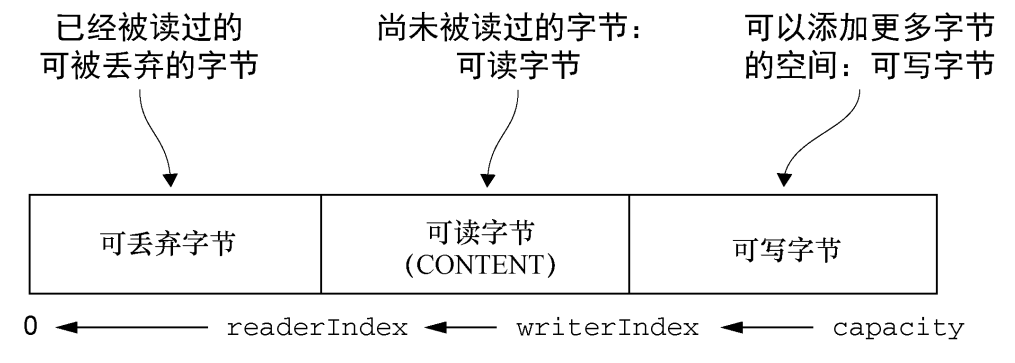 已经被读过的
可被丢弃的字节
尚未被读过的字节：
可读字节
可以添加更多字节
的空间：可写字节
可丢弃字节
可读字节
(CONTENT)
可写字节
0 readerIndex writerIndex capacity